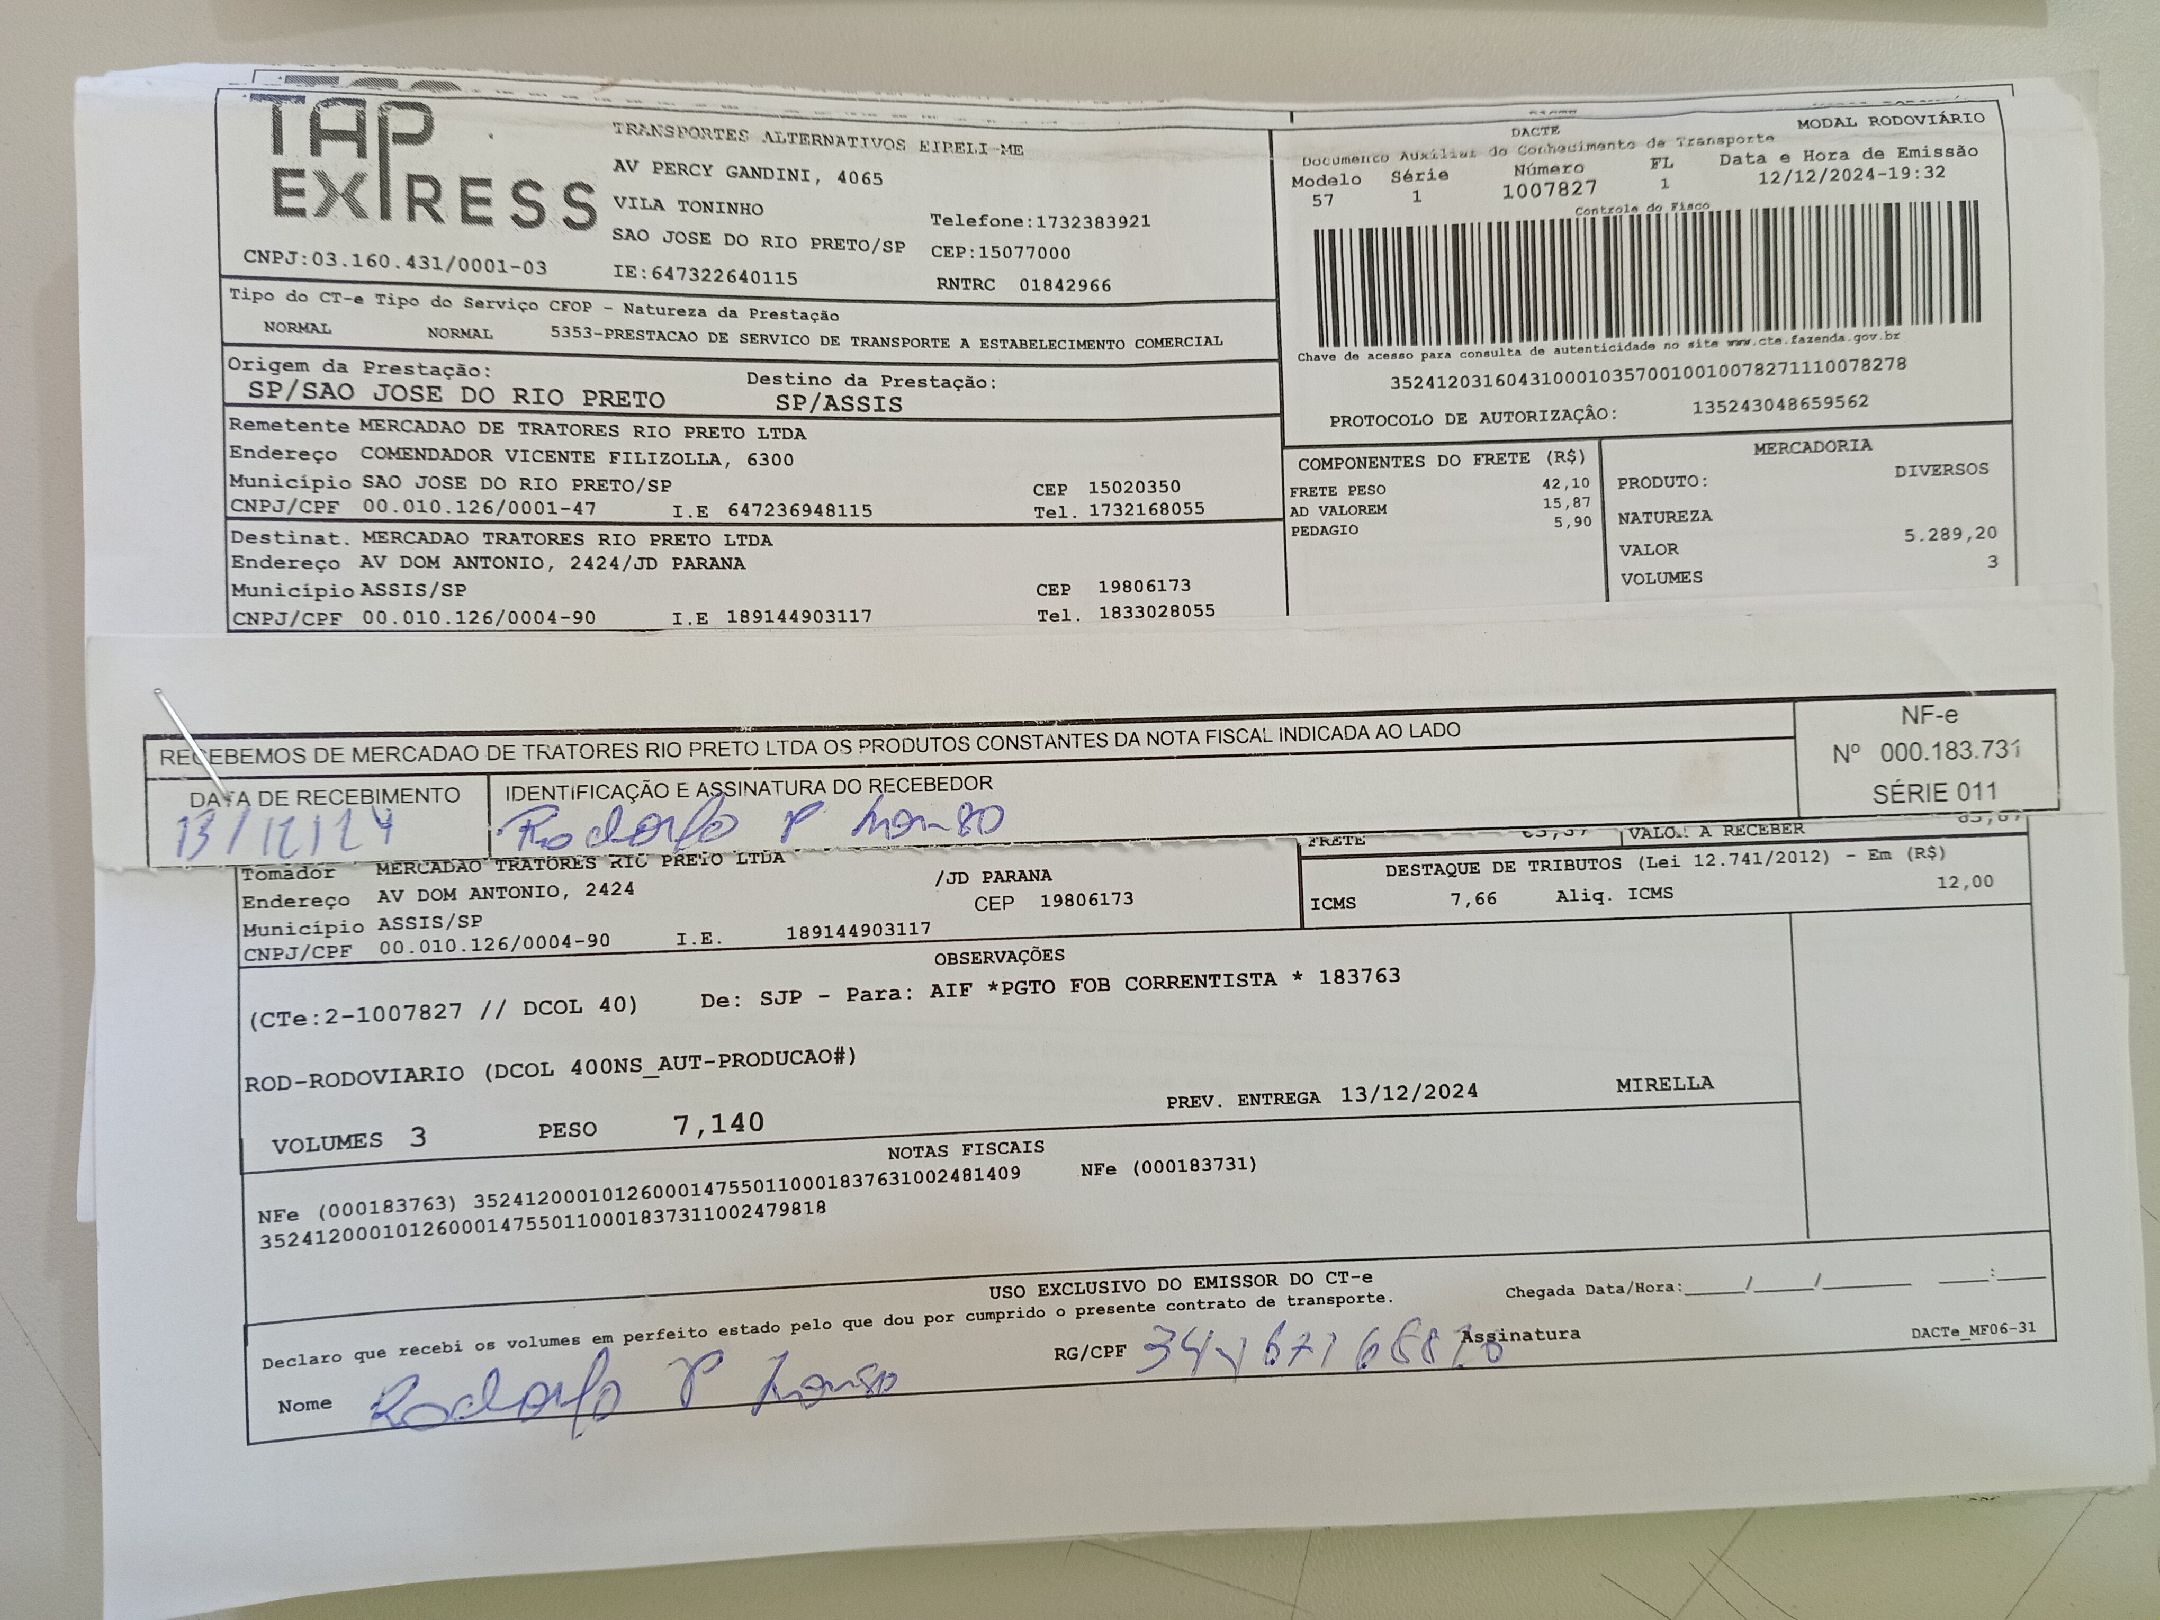 TAP
EXPRESS
CNPJ:03.160.431/0001-03
TRANSPORTES ALTERNATIVOS EIRELI-ME
AV PERCY GANDINI, 4065
VILA TONINHO
SAO JOSE DO RIO PRETO/SP
IE:647322640115
Telefone:1732383921
CEP:15077000
RNTRC 01842966
DACTE
MODAL RODOVIÁRIO
Documento Auxiliar do Conhecimento de Transporte
Modelo Série Número FL Data e Hora de Emissão
57 1 1007827 1 12/12/2024-19:32
Controle do Fisco
Chave de acesso para consulta de autenticidade no site www.cte.fazenda.gov.br
35241203160431000103570010010078271110078278
PROTOCOLO DE AUTORIZAÇÃO: 135243048659562
Tipo do CT-e Tipo do Serviço CFOP - Natureza da Prestação
NORMAL NORMAL 5353-PRESTACAO DE SERVICO DE TRANSPORTE A ESTABELECIMENTO COMERCIAL
Origem da Prestação: Destino da Prestação:
SP/SAO JOSE DO RIO PRETO SP/ASSIS
Remetente MERCADAO DE TRATORES RIO PRETO LTDA
Endereço COMENDADOR VICENTE FILIZOLLA, 6300
Município SAO JOSE DO RIO PRETO/SP CEP 15020350
CNPJ/CPF 00.010.126/0001-47 I.E 647236948115 Tel. 1732168055
Destinat. MERCADAO TRATORES RIO PRETO LTDA
Endereço AV DOM ANTONIO, 2424/JD PARANA
Município ASSIS/SP CEP 19806173
CNPJ/CPF 00.010.126/0004-90 I.E 189144903117 Tel. 1833028055
COMPONENTES DO FRETE (R$)
FRETE PESO 42,10
AD VALOREM 15,87
PEDAGIO 5,90
MERCADORIA
PRODUTO: DIVERSOS
NATUREZA
VALOR 5.289,20
VOLUMES 3
RECEBEMOS DE MERCADAO DE TRATORES RIO PRETO LTDA OS PRODUTOS CONSTANTES DA NOTA FISCAL INDICADA AO LADO
NF-e
Nº 000.183.731
SÉRIE 011
DATA DE RECEBIMENTO
13/12/24
IDENTIFICAÇÃO E ASSINATURA DO RECEBEDOR
Rodolfo P
FRETE VALOR A RECEBER
Tomador MERCADAO TRATORES RIO PRETO LTDA
Endereço AV DOM ANTONIO, 2424 /JD PARANA
Município ASSIS/SP CEP 19806173
CNPJ/CPF 00.010.126/0004-90 I.E. 189144903117
DESTAQUE DE TRIBUTOS (Lei 12.741/2012) - Em (R$)
ICMS 7,66 Aliq. ICMS 12,00
OBSERVAÇÕES
(CTe:2-1007827 // DCOL 40) De: SJP - Para: AIF *PGTO FOB CORRENTISTA * 183763
ROD-RODOVIARIO (DCOL 400NS_AUT-PRODUCAO#)
PREV. ENTREGA 13/12/2024 MIRELLA
VOLUMES 3 PESO 7,140
NOTAS FISCAIS
NFe (000183763) 35241200010126000147550110001837631002481409 NFe (000183731)
35241200010126000147550110001837311002479818
USO EXCLUSIVO DO EMISSOR DO CT-e
Declaro que recebi os volumes em perfeito estado pelo que dou por cumprido o presente contrato de transporte.
Chegada Data/Hora:____/____/______ ___:___
Nome Rodolfo P
RG/CPF
Assinatura
DACTe_MF06-31